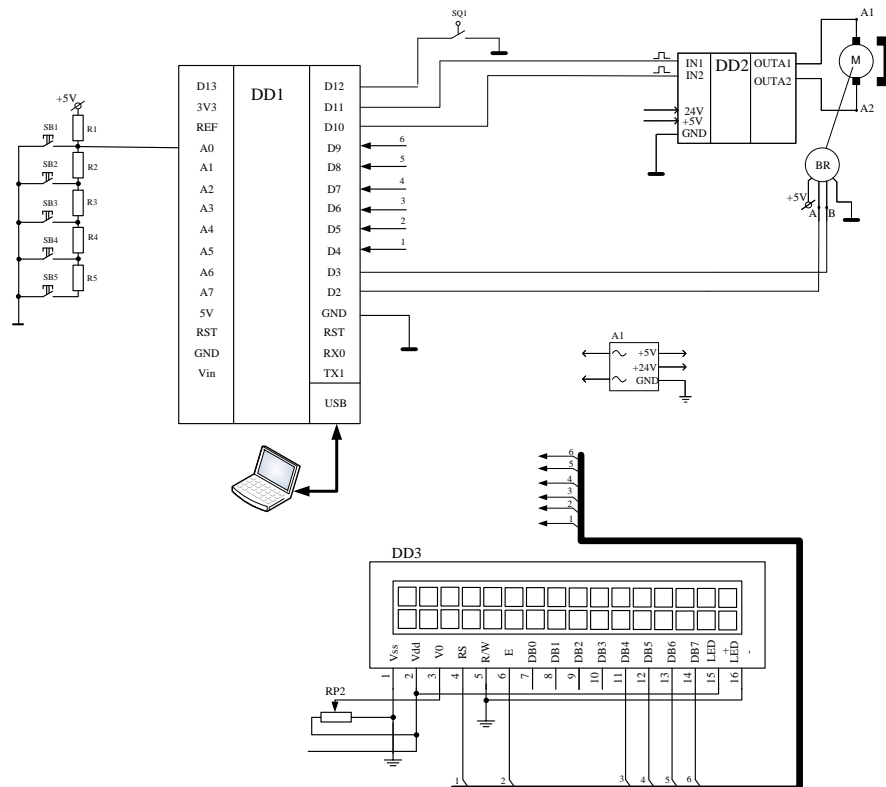 SQ1
A1
D13
D12
IN1
OUTA1
M
3V3
DD1
D11
IN2
DD2
OUTA2
+5V
REF
D10
24V
A2
SB1
R1
A0
D9
6
+5V
GND
SB2
R2
A1
D8
5
BR
SB3
R3
A2
D7
4
+5V
A
B
A3
D6
3
SB4
R4
A4
D5
2
A5
D4
1
SB5
R5
A6
D3
A7
D2
5V
GND
RST
RST
A1
GND
RX0
+5V
Vin
TX1
+24V
GND
USB
6
5
4
3
2
1
DD3
Vss
Vdd
V0
RS
R/W
E
DB0
DB1
DB2
DB3
DB4
DB5
DB6
DB7
LED
+
LED
-
1
2
3
4
5
6
7
8
9
10
11
12
13
14
15
16
RP2
1
2
3
4
5
6